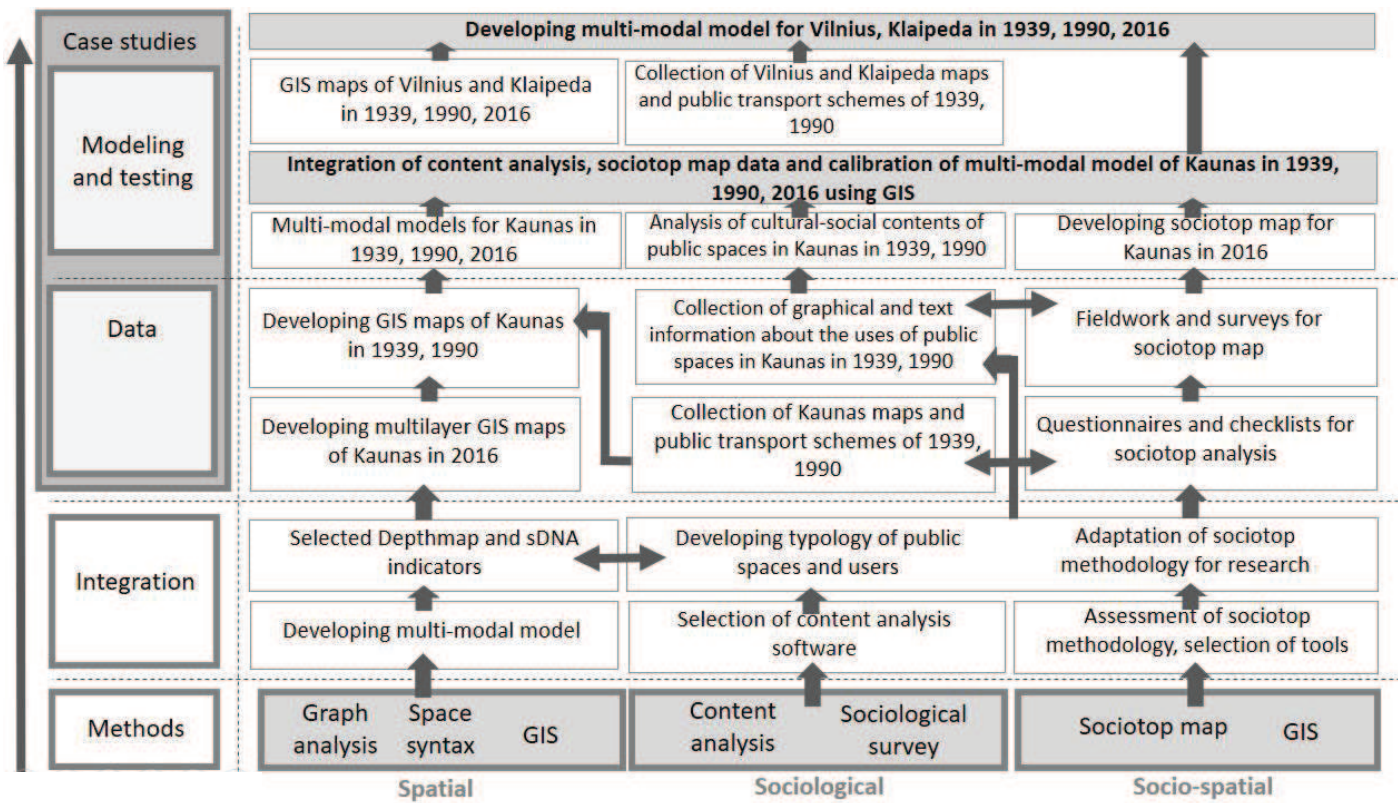 Case studies
Developing multi-modal model for Vilnius, Klaipeda in 1939, 1990, 2016
Modeling
and testing
GIS maps of Vilnius and Klaipeda
in 1939, 1990, 2016
Collection of Vilnius and Klaipeda maps
and public transport schemes of 1939,
1990
Integration of content analysis, sociotop map data and calibration of multi-modal model of Kaunas in 1939,
1990, 2016 using GIS
Multi-modal models for Kaunas in
1939, 1990, 2016
Analysis of cultural-social contents of
public spaces in Kaunas in 1939, 1990
Developing sociotop map for
Kaunas in 2016
Data
Developing GIS maps of Kaunas
in 1939, 1990
Collection of graphical and text
information about the uses of public
spaces in Kaunas in 1939, 1990
Fieldwork and surveys for
sociotop map
Developing multilayer GIS maps
of Kaunas in 2016
Collection of Kaunas maps and
public transport schemes of 1939,
1990
Questionnaires and checklists for
sociotop analysis
Integration
Selected Depthmap and sDNA
indicators
Developing typology of public
spaces and users
Adaptation of sociotop
methodology for research
Developing multi-modal model
Selection of content analysis
software
Assessment of sociotop
methodology, selection of tools
Methods
Graph
analysis
Space
syntax
GIS
Content
analysis
Sociological
survey
Sociotop map
GIS
Spatial
Sociological
Socio-spatial